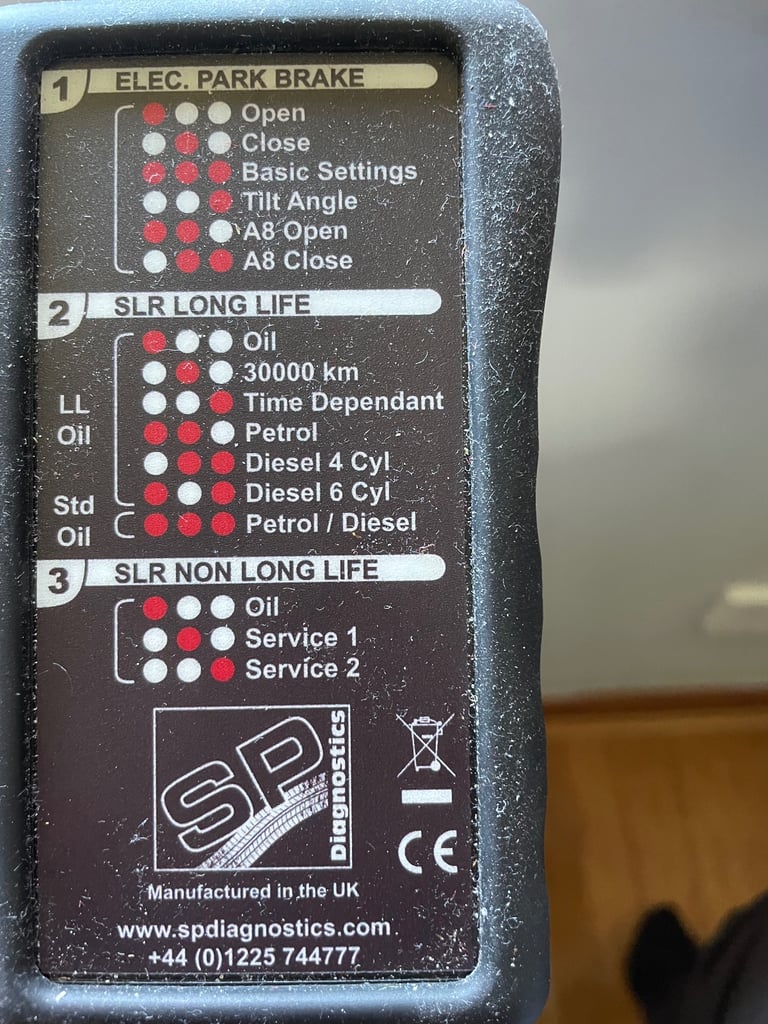 1 ELEC. PARK BRAKE
Open
Close
Basic Settings
Tilt Angle
A8 Open
A8 Close
2 SLR LONG LIFE
Oil
30000 km
LL Time Dependant
Oil Petrol
Diesel 4 Cyl
Diesel 6 Cyl
Std
Oil Petrol / Diesel
3 SLR NON LONG LIFE
Oil
Service 1
Service 2
SP Diagnostics
CE
Manufactured in the UK
www.spdiagnostics.com
+44 (0)1225 744777